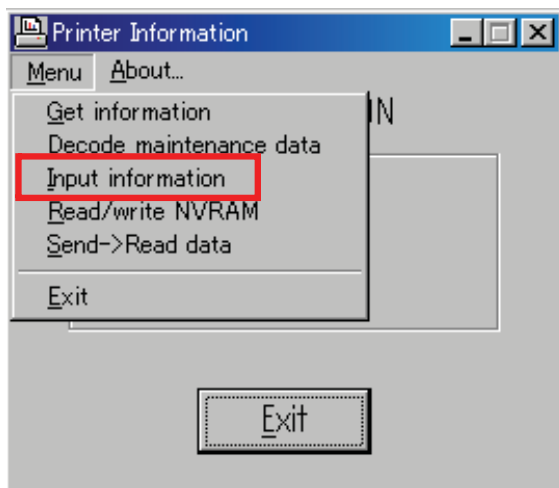 Printer Information
Menu About...
IN
Get information
Decode maintenance data
Input information
Read/write NVRAM
Send->Read data
Exit
Exit